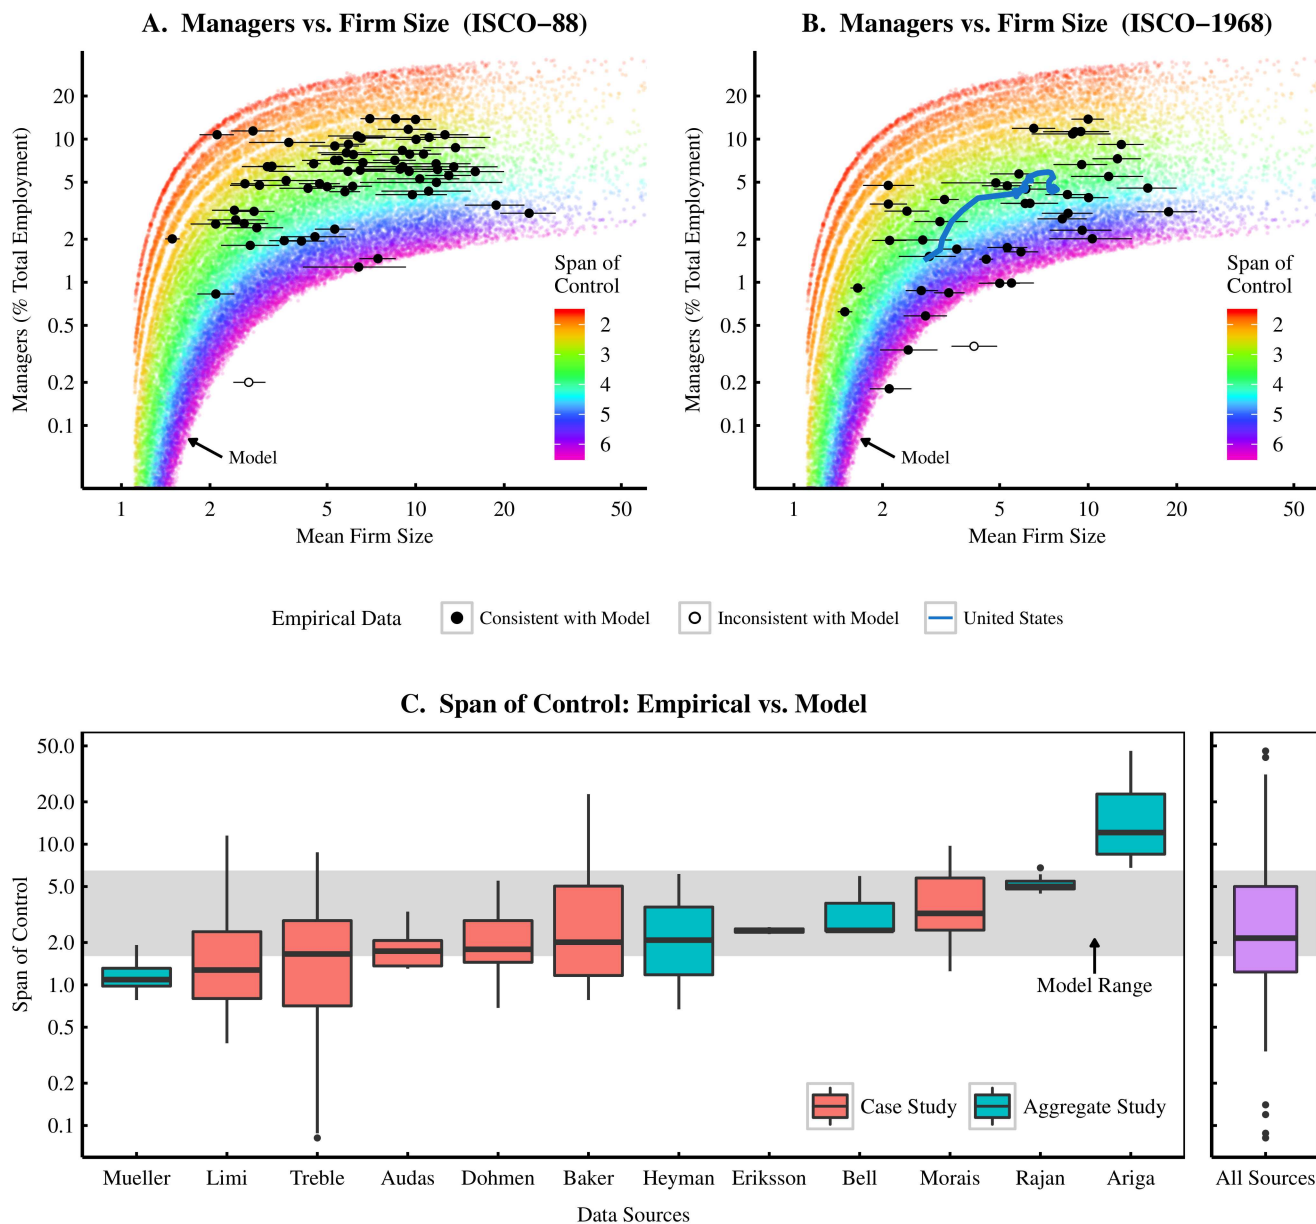 A. Managers vs. Firm Size (ISCO−88)
Managers (% Total Employment)
20
10
5
2
1
0.5
0.2
0.1
Span of
Control
2
3
4
5
6
Model
1
2
5
10
20
50
Mean Firm Size
B. Managers vs. Firm Size (ISCO−1968)
Managers (% Total Employment)
20
10
5
2
1
0.5
0.2
0.1
Span of
Control
2
3
4
5
6
Model
1
2
5
10
20
50
Mean Firm Size
Empirical Data
Consistent with Model
Inconsistent with Model
United States
C. Span of Control: Empirical vs. Model
Span of Control
50.0
20.0
10.0
5.0
2.0
1.0
0.5
0.2
0.1
Model Range
Case Study
Aggregate Study
Mueller
Limi
Treble
Audas
Dohmen
Baker
Heyman
Eriksson
Bell
Morais
Rajan
Ariga
All Sources
Data Sources